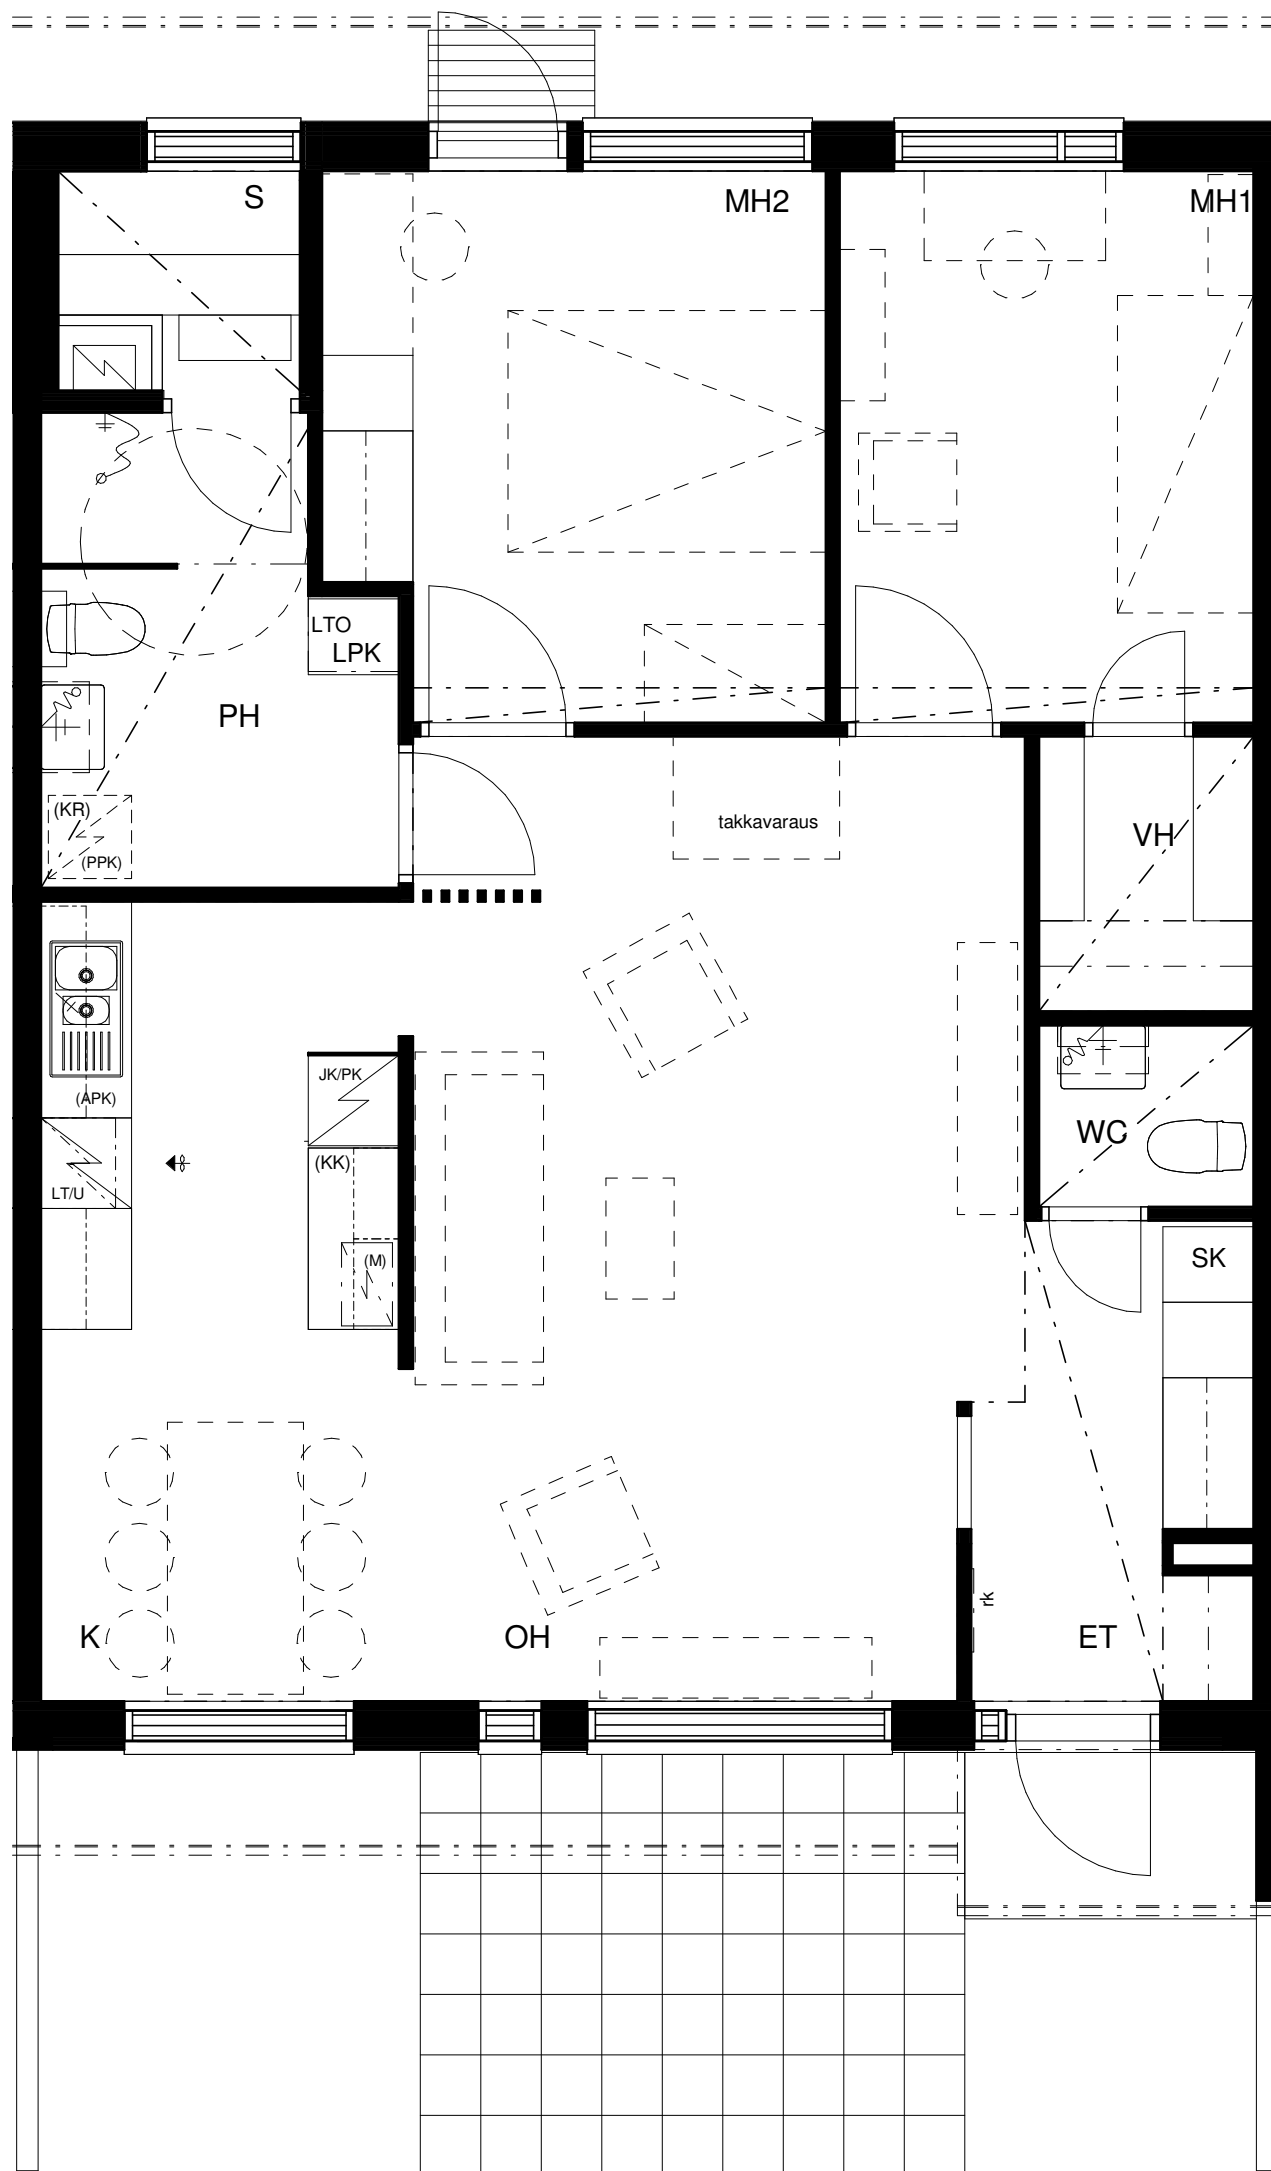 S
MH2
MH1
LTO
LPK
PH
(KR)
(PPK)
takkavaraus
VH
JK/PK
(APK)
WC
(KK)
LT/U
(M)
SK
rk
K
OH
ET